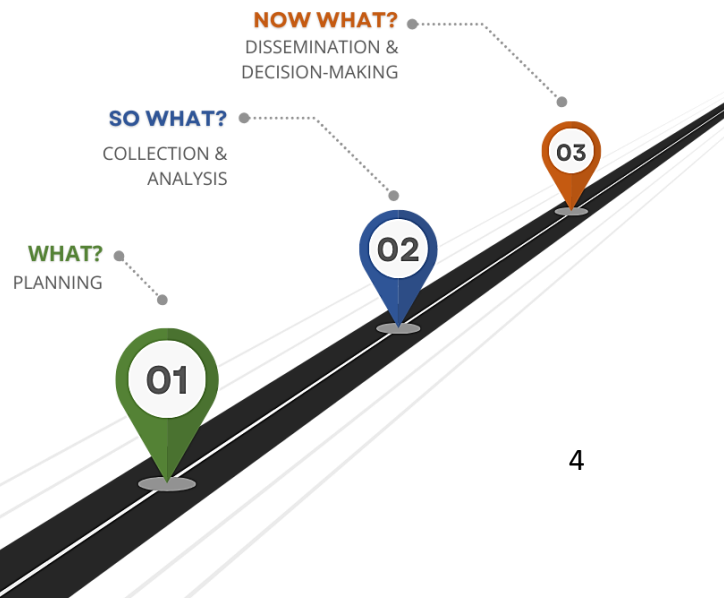 NOW WHAT?
DISSEMINATION &
DECISION-MAKING
SO WHAT?
COLLECTION &
ANALYSIS
WHAT?
PLANNING
03
02
01
4